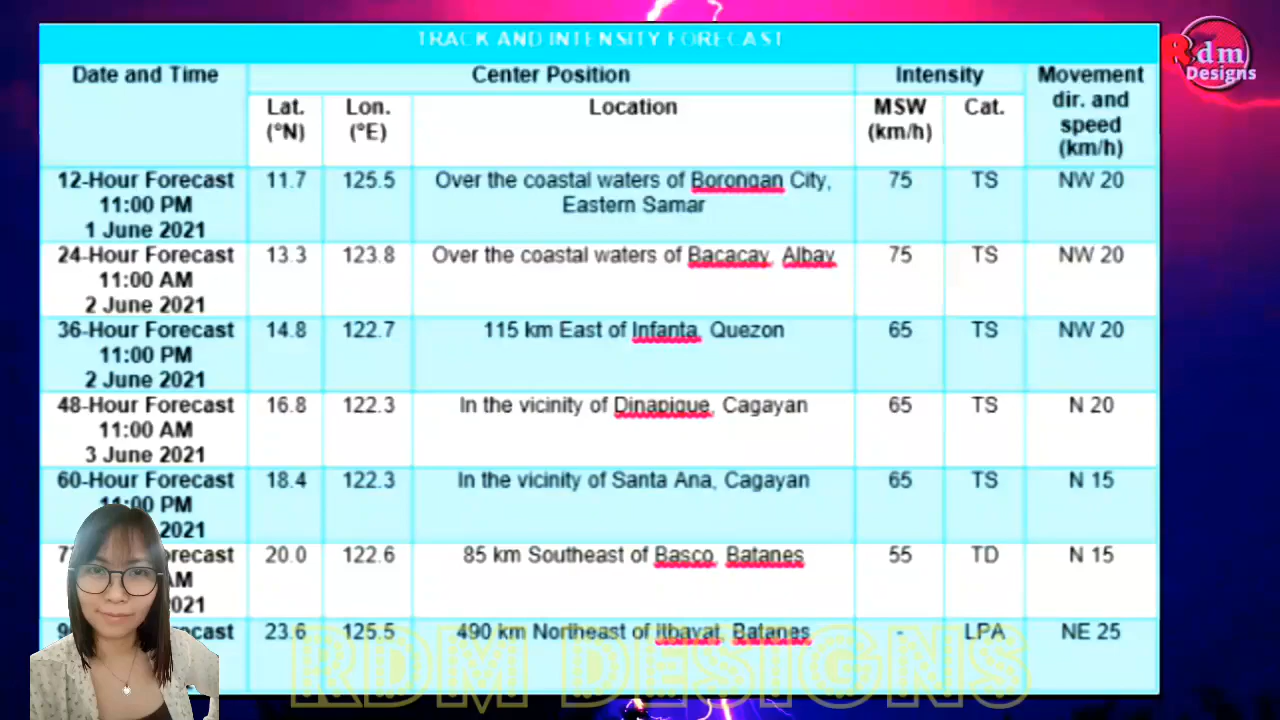 TRACK AND INTENSITY FORECAST
Rdm
Designs
Date and Time
Center Position
Intensity
Movement
dir. and
speed
(km/h)
Lat.
(°N)
Lon.
(°E)
Location
MSW
(km/h)
Cat.
12-Hour Forecast
11:00 PM
1 June 2021
11.7
125.5
Over the coastal waters of Borongan City,
Eastern Samar
75
TS
NW 20
24-Hour Forecast
11:00 AM
2 June 2021
13.3
123.8
Over the coastal waters of Bacacay, Albay
75
TS
NW 20
36-Hour Forecast
11:00 PM
2 June 2021
14.8
122.7
115 km East of Infanta, Quezon
65
TS
NW 20
48-Hour Forecast
11:00 AM
3 June 2021
16.8
122.3
In the vicinity of Dinapigue, Cagayan
65
TS
N 20
60-Hour Forecast
11:00 PM
2021
18.4
122.3
In the vicinity of Santa Ana, Cagayan
65
TS
N 15
AM
2021
20.0
122.6
85 km Southeast of Basco, Batanes
55
TD
N 15
23.6
125.5
490 km Northeast of Itbayat, Batanes
-
LPA
NE 25
RDM DESIGNS